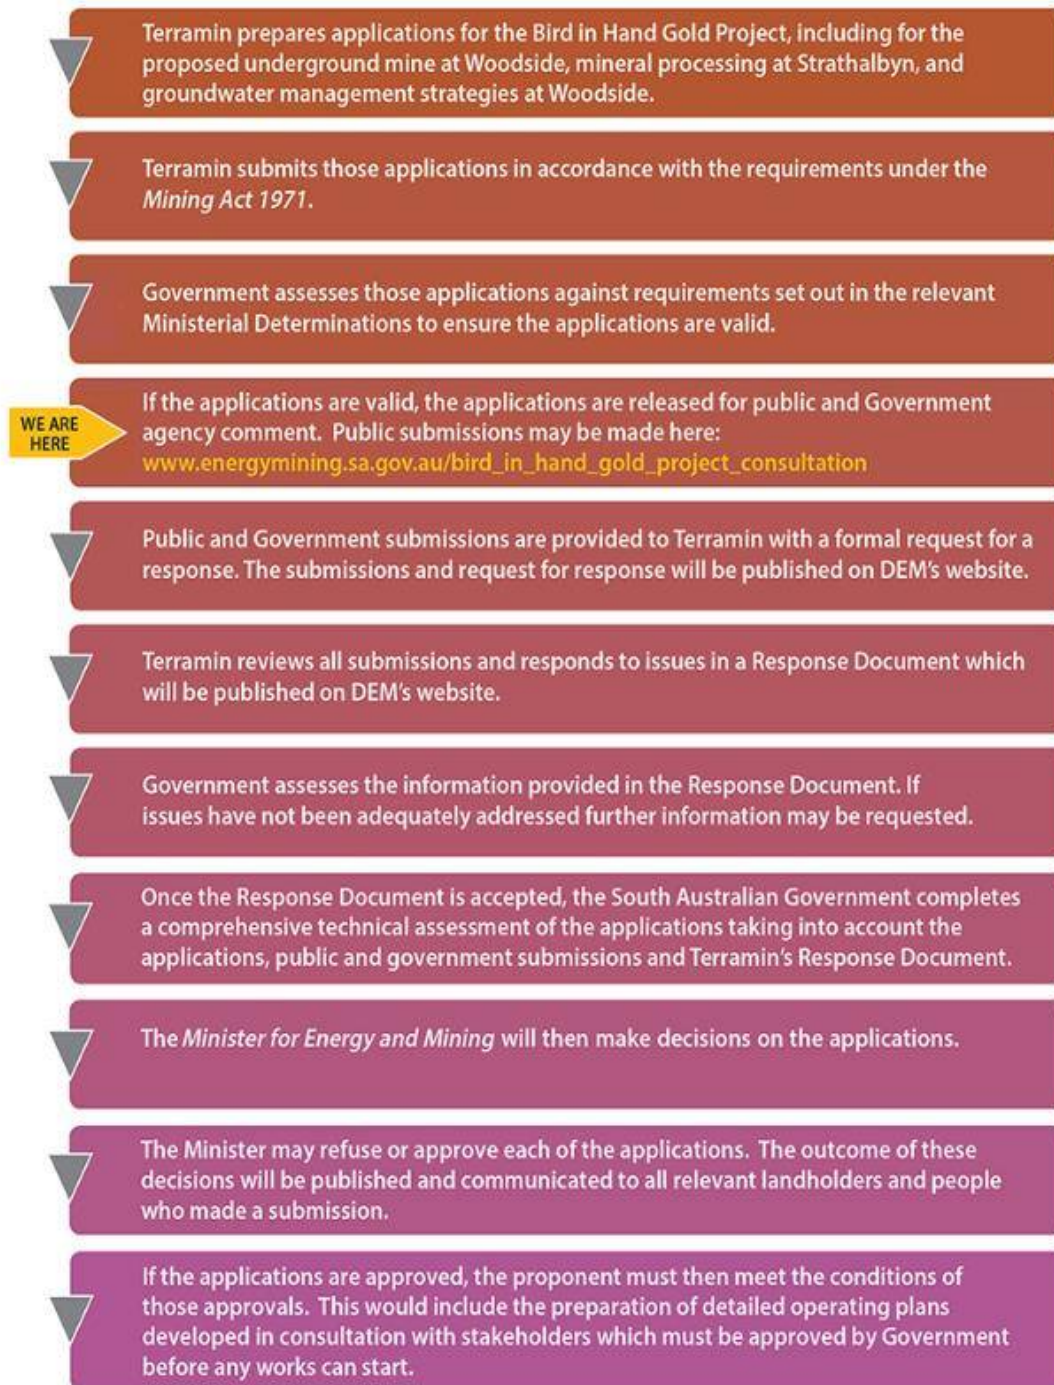 Terramin prepares applications for the Bird in Hand Gold Project, including for the
proposed underground mine at Woodside, mineral processing at Strathalbyn, and
groundwater management strategies at Woodside.
Terramin submits those applications in accordance with the requirements under the
Mining Act 1971.
Government assesses those applications against requirements set out in the relevant
Ministerial Determinations to ensure the applications are valid.
WE ARE
HERE
If the applications are valid, the applications are released for public and Government
agency comment. Public submissions may be made here:
www.energymining.sa.gov.au/bird_in_hand_gold_project_consultation
Public and Government submissions are provided to Terramin with a formal request for a
response. The submissions and request for response will be published on DEM's website.
Terramin reviews all submissions and responds to issues in a Response Document which
will be published on DEM's website.
Government assesses the information provided in the Response Document. If
issues have not been adequately addressed further information may be requested.
Once the Response Document is accepted, the South Australian Government completes
a comprehensive technical assessment of the applications taking into account the
applications, public and government submissions and Terramin's Response Document.
The Minister for Energy and Mining will then make decisions on the applications.
The Minister may refuse or approve each of the applications. The outcome of these
decisions will be published and communicated to all relevant landholders and people
who made a submission.
If the applications are approved, the proponent must then meet the conditions of
those approvals. This would include the preparation of detailed operating plans
developed in consultation with stakeholders which must be approved by Government
before any works can start.